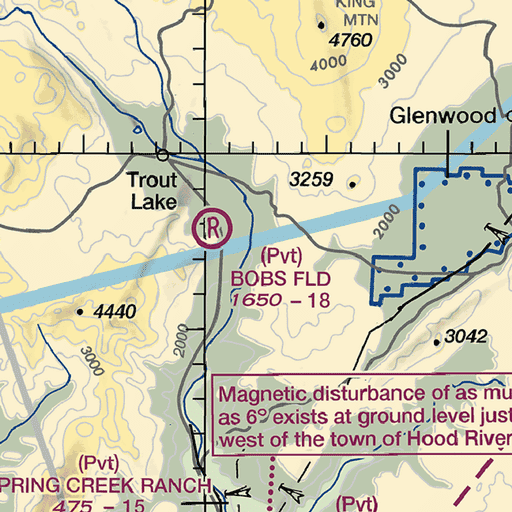 KING
MTN
4760
4000
3000
Glenwood
3259
Trout
Lake
R
2000
(Pvt)
BOBS FLD
1650 - 18
4440
3042
2000
3000
Magnetic disturbance of as mu
as 6° exists at ground level just
west of the town of Hood River
(Pvt)
PRING CREEK RANCH
475 - 15
(Pvt)